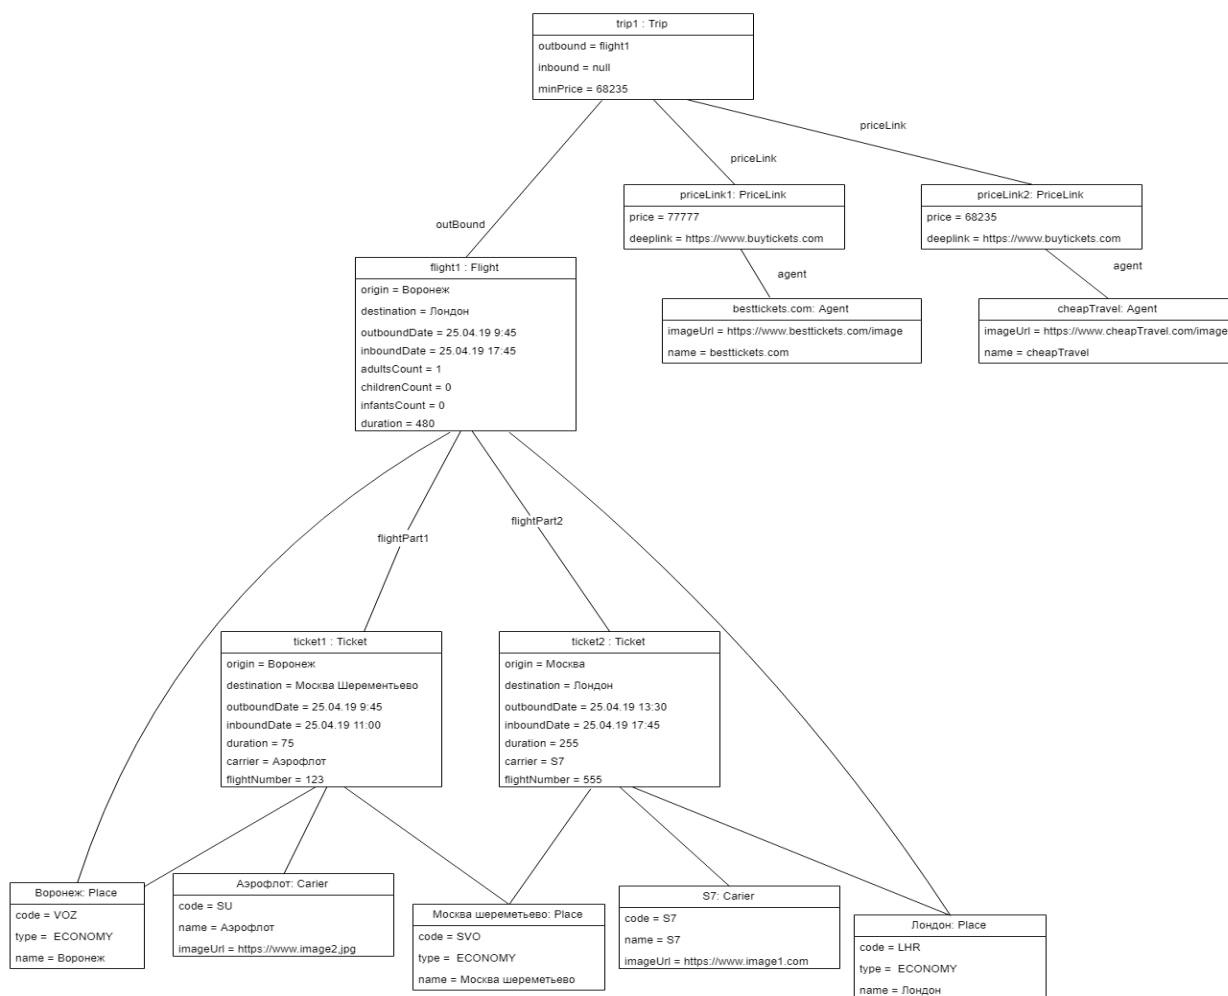 trip1 : Trip
outbound = flight1
inbound = null
minPrice = 68235
priceLink
priceLink
outBound
priceLink1: PriceLink
price = 77777
deeplink = https://www.buytickets.com
priceLink2: PriceLink
price = 68235
deeplink = https://www.buytickets.com
agent
agent
flight1 : Flight
origin = Воронеж
destination = Лондон
outboundDate = 25.04.19 9:45
inboundDate = 25.04.19 17:45
adultsCount = 1
childrenCount = 0
infantsCount = 0
duration = 480
besttickets.com: Agent
imageUrl = https://www.besttickets.com/image
name = besttickets.com
cheapTravel: Agent
imageUrl = https://www.cheapTravel.com/image
name = cheapTravel
flightPart1
flightPart2
ticket1 : Ticket
origin = Воронеж
destination = Москва Шерементьево
outboundDate = 25.04.19 9:45
inboundDate = 25.04.19 11:00
duration = 75
carrier = Аэрофлот
flightNumber = 123
ticket2 : Ticket
origin = Москва
destination = Лондон
outboundDate = 25.04.19 13:30
inboundDate = 25.04.19 17:45
duration = 255
carrier = S7
flightNumber = 555
Воронеж: Place
code = VOZ
type = ECONOMY
name = Воронеж
Аэрофлот: Carier
code = SU
name = Аэрофлот
imageUrl = https://www.image2.jpg
Москва шереметьево: Place
code = SVO
type = ECONOMY
name = Москва шереметьево
S7: Carier
code = S7
name = S7
imageUrl = https://www.image1.com
Лондон: Place
code = LHR
type = ECONOMY
name = Лондон